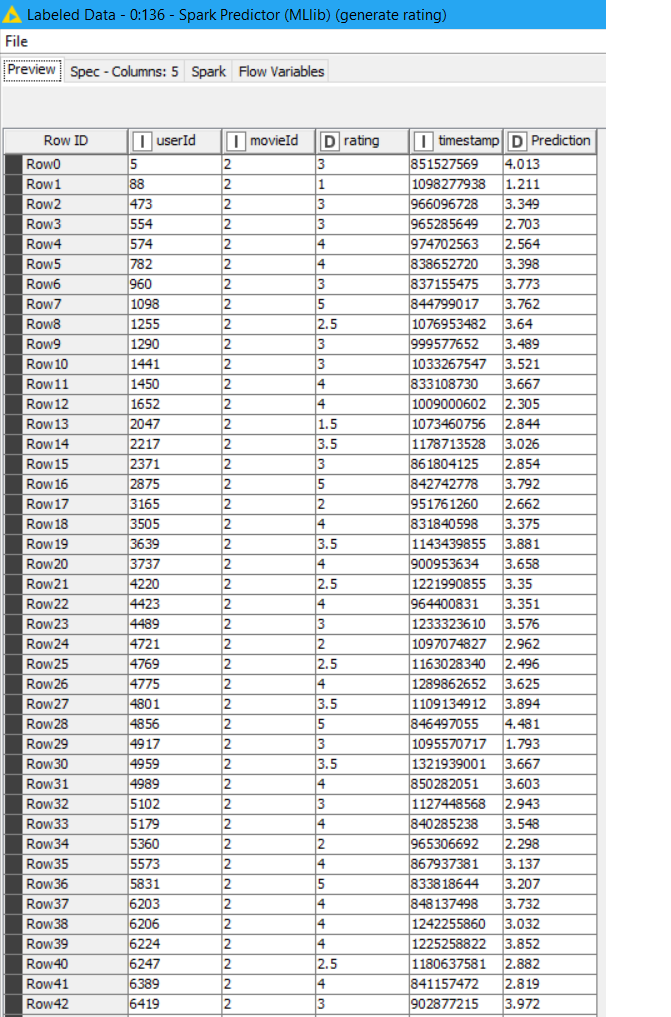 Labeled Data - 0:136 - Spark Predictor (MLlib) (generate rating)
File
Preview Spec - Columns: 5 Spark Flow Variables
Row ID I userId I movieId D rating I timestamp D Prediction
Row0 5 2 3 851527569 4.013
Row1 88 2 1 1098277938 1.211
Row2 473 2 3 966096728 3.349
Row3 554 2 3 965285649 2.703
Row4 574 2 4 974702563 2.564
Row5 782 2 4 838652720 3.398
Row6 960 2 3 837155475 3.773
Row7 1098 2 5 844799017 3.762
Row8 1255 2 2.5 1076953482 3.64
Row9 1290 2 3 999577652 3.489
Row10 1441 2 3 1033267547 3.521
Row11 1450 2 4 833108730 3.667
Row12 1652 2 4 1009000602 2.305
Row13 2047 2 1.5 1073460756 2.844
Row14 2217 2 3.5 1178713528 3.026
Row15 2371 2 3 861804125 2.854
Row16 2875 2 5 842742778 3.792
Row17 3165 2 2 951761260 2.662
Row18 3505 2 4 831840598 3.375
Row19 3639 2 3.5 1143439855 3.881
Row20 3737 2 4 900953634 3.658
Row21 4220 2 2.5 1221990855 3.35
Row22 4423 2 4 964400831 3.351
Row23 4489 2 3 1233323610 3.576
Row24 4721 2 2 1097074827 2.962
Row25 4769 2 2.5 1163028340 2.496
Row26 4775 2 4 1289862652 3.625
Row27 4801 2 3.5 1109134912 3.894
Row28 4856 2 5 846497055 4.481
Row29 4917 2 3 1095570717 1.793
Row30 4959 2 3.5 1321939001 3.667
Row31 4989 2 4 850282051 3.603
Row32 5102 2 3 1127448568 2.943
Row33 5179 2 4 840285238 3.548
Row34 5360 2 2 965306692 2.298
Row35 5573 2 4 867937381 3.137
Row36 5831 2 5 833818644 3.207
Row37 6203 2 4 848137498 3.732
Row38 6206 2 4 1242255860 3.032
Row39 6224 2 4 1225258822 3.852
Row40 6247 2 2.5 1180637581 2.882
Row41 6389 2 4 841157472 2.819
Row42 6419 2 3 902877215 3.972